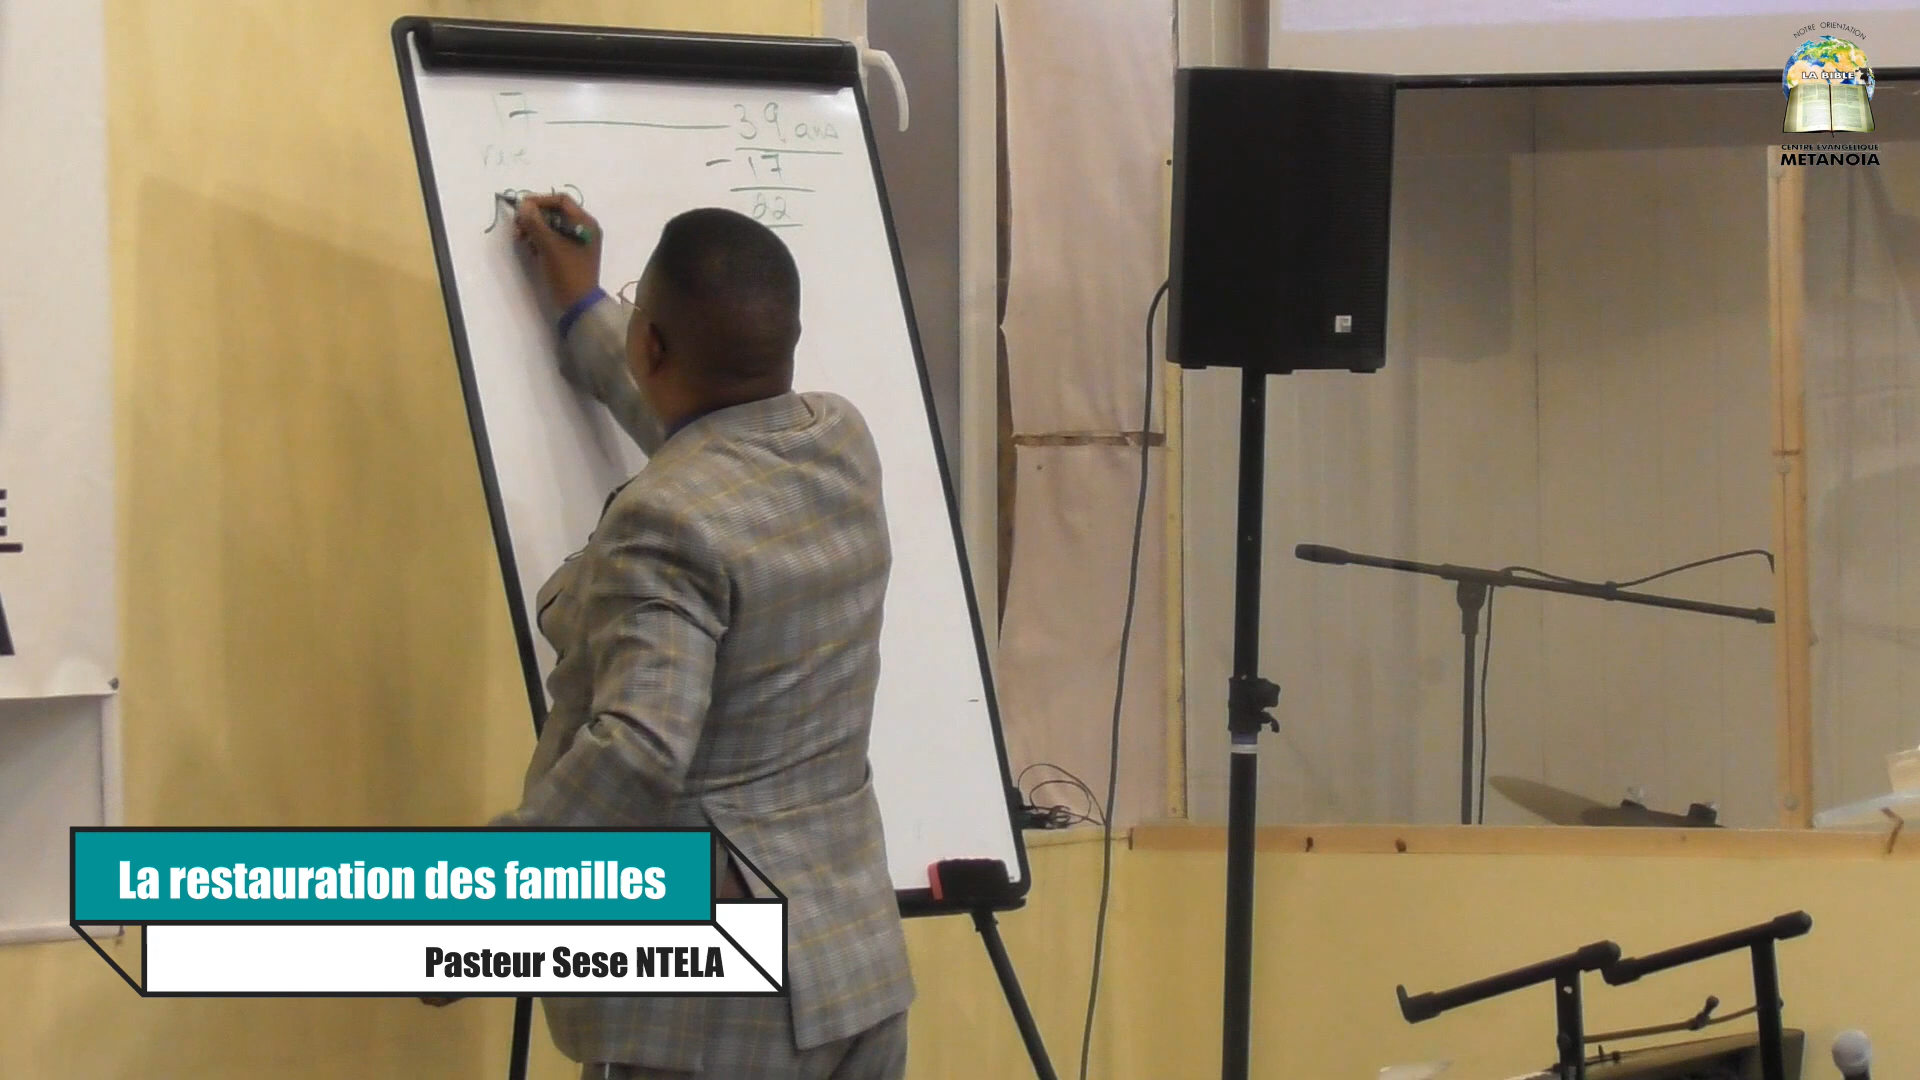 NOTRE ORIENTATION
LA BIBLE
CENTRE EVANGELIQUE
METANOIA
17 39 ans
- 17
22
La restauration des familles
Pasteur Sese NTELA